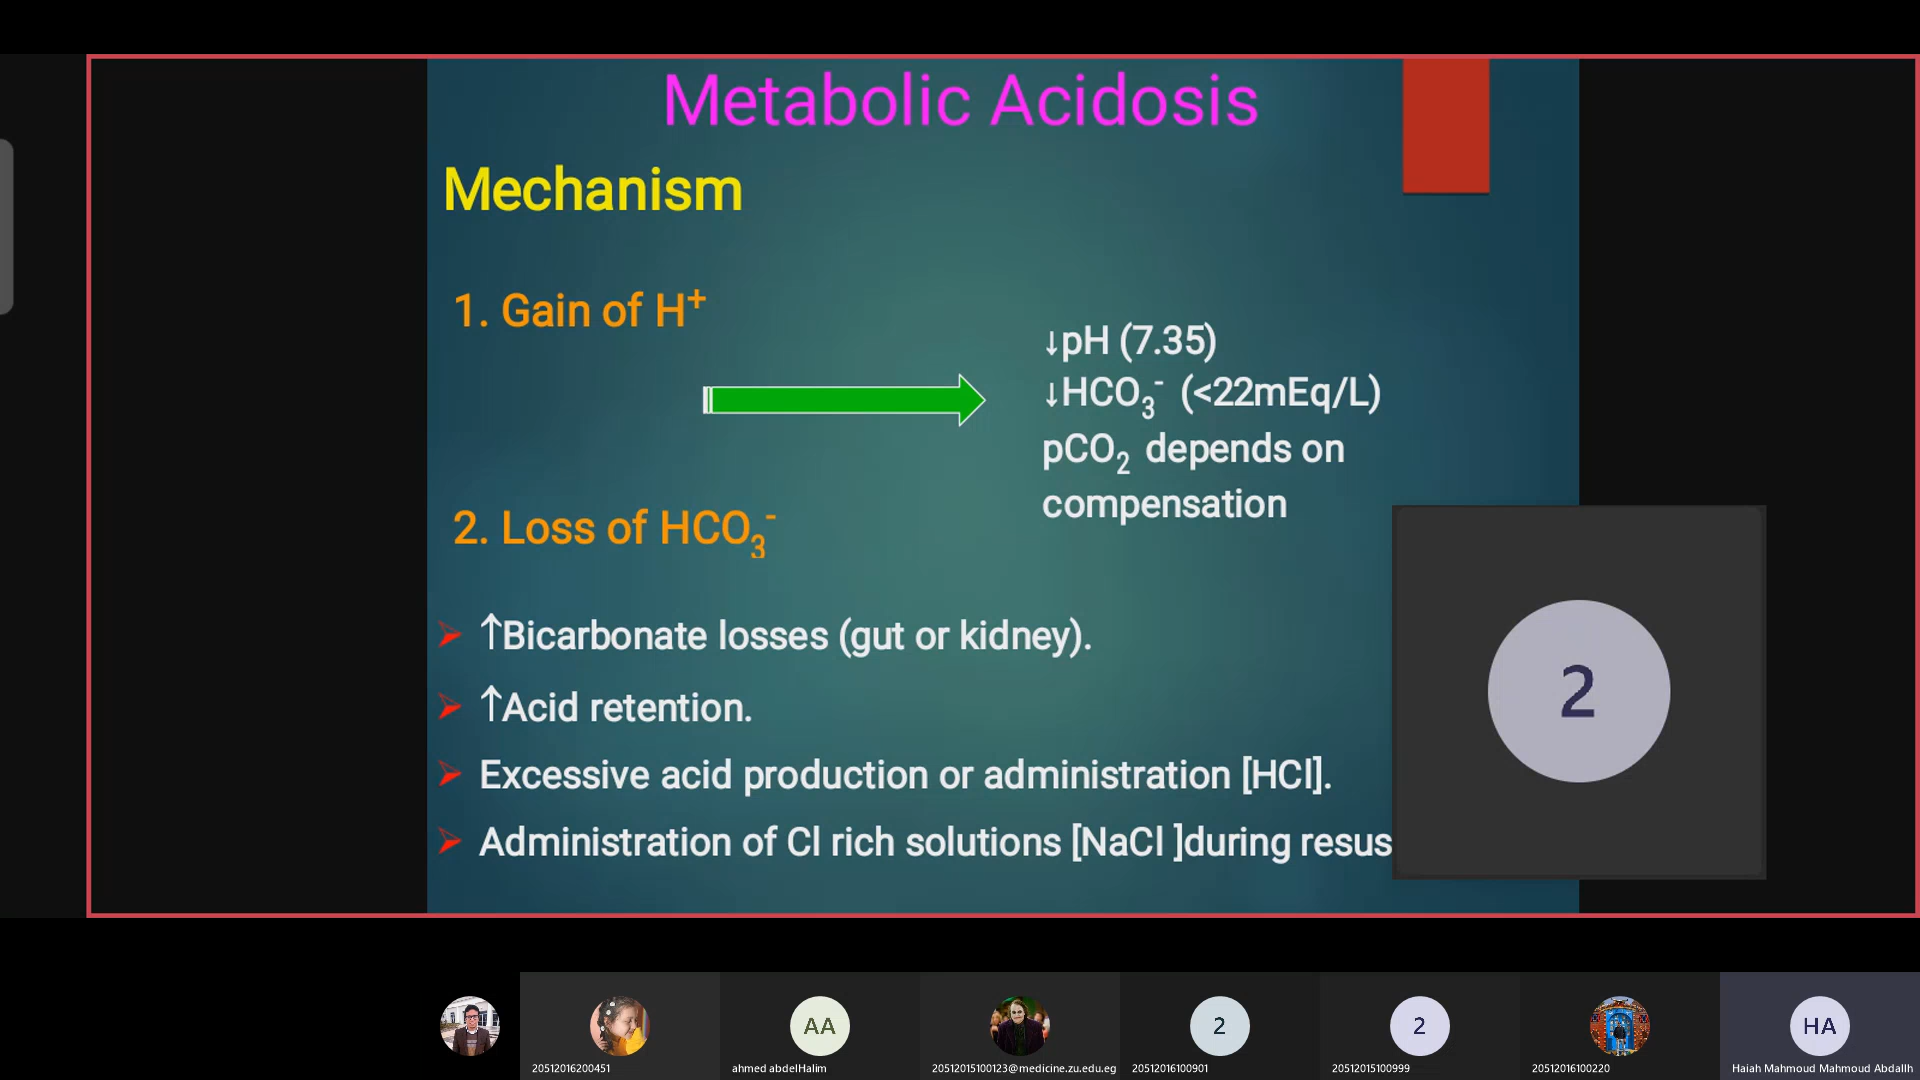 Metabolic Acidosis
Mechanism
1. Gain of H⁺
↓pH (7.35)
↓HCO₃⁻ (<22mEq/L)
pCO₂ depends on
compensation
2. Loss of HCO₃⁻
↑Bicarbonate losses (gut or kidney).
↑Acid retention.
Excessive acid production or administration [HCl].
Administration of Cl rich solutions [NaCl ]during resus
2
AA
2
2
HA
20512016200451
ahmed abdelHalim
20512015100123@medicine.zu.edu.eg
20512016100901
20512015100999
20512016100220
Haiah Mahmoud Mahmoud Abdallh